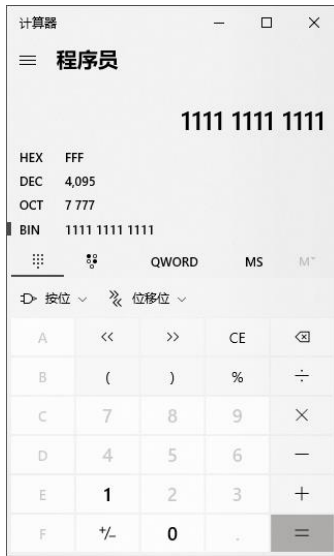 计算器
程序员
1111 1111 1111
HEX FFF
DEC 4,095
OCT 7 777
BIN 1111 1111 1111
QWORD MS M˅
按位 位移位
A << >> CE
B ( ) % ÷
C 7 8 9 ×
D 4 5 6 −
E 1 2 3 +
F +/− 0 . =